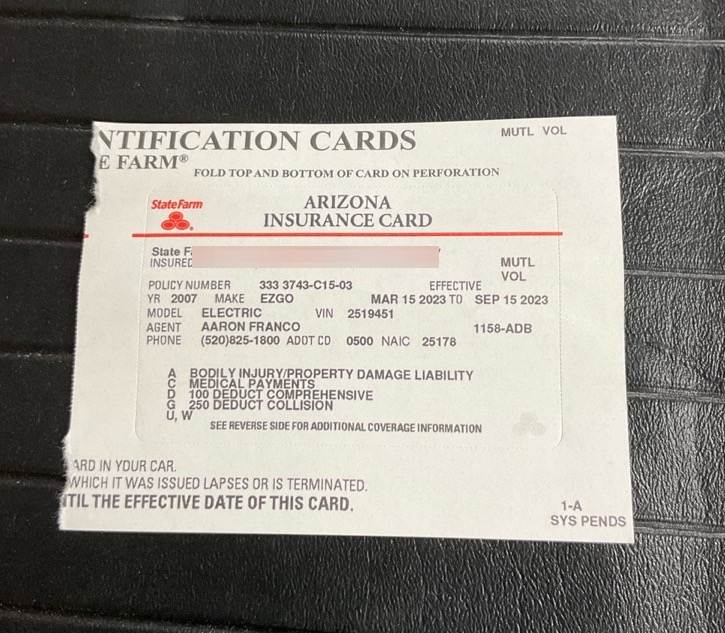 NTIFICATION CARDS
MUTL VOL
E FARM®
FOLD TOP AND BOTTOM OF CARD ON PERFORATION
StateFarm
ARIZONA
INSURANCE CARD
State F
INSURED
MUTL
VOL
POLICY NUMBER 333 3743-C15-03 EFFECTIVE
YR 2007 MAKE EZGO MAR 15 2023 TO SEP 15 2023
MODEL ELECTRIC VIN 2519451
AGENT AARON FRANCO 1158-ADB
PHONE (520)825-1800 ADOT CD 0500 NAIC 25178
A BODILY INJURY/PROPERTY DAMAGE LIABILITY
C MEDICAL PAYMENTS
D 100 DEDUCT COMPREHENSIVE
G 250 DEDUCT COLLISION
U, W
SEE REVERSE SIDE FOR ADDITIONAL COVERAGE INFORMATION
ARD IN YOUR CAR.
WHICH IT WAS ISSUED LAPSES OR IS TERMINATED.
TIL THE EFFECTIVE DATE OF THIS CARD.
1-A
SYS PENDS